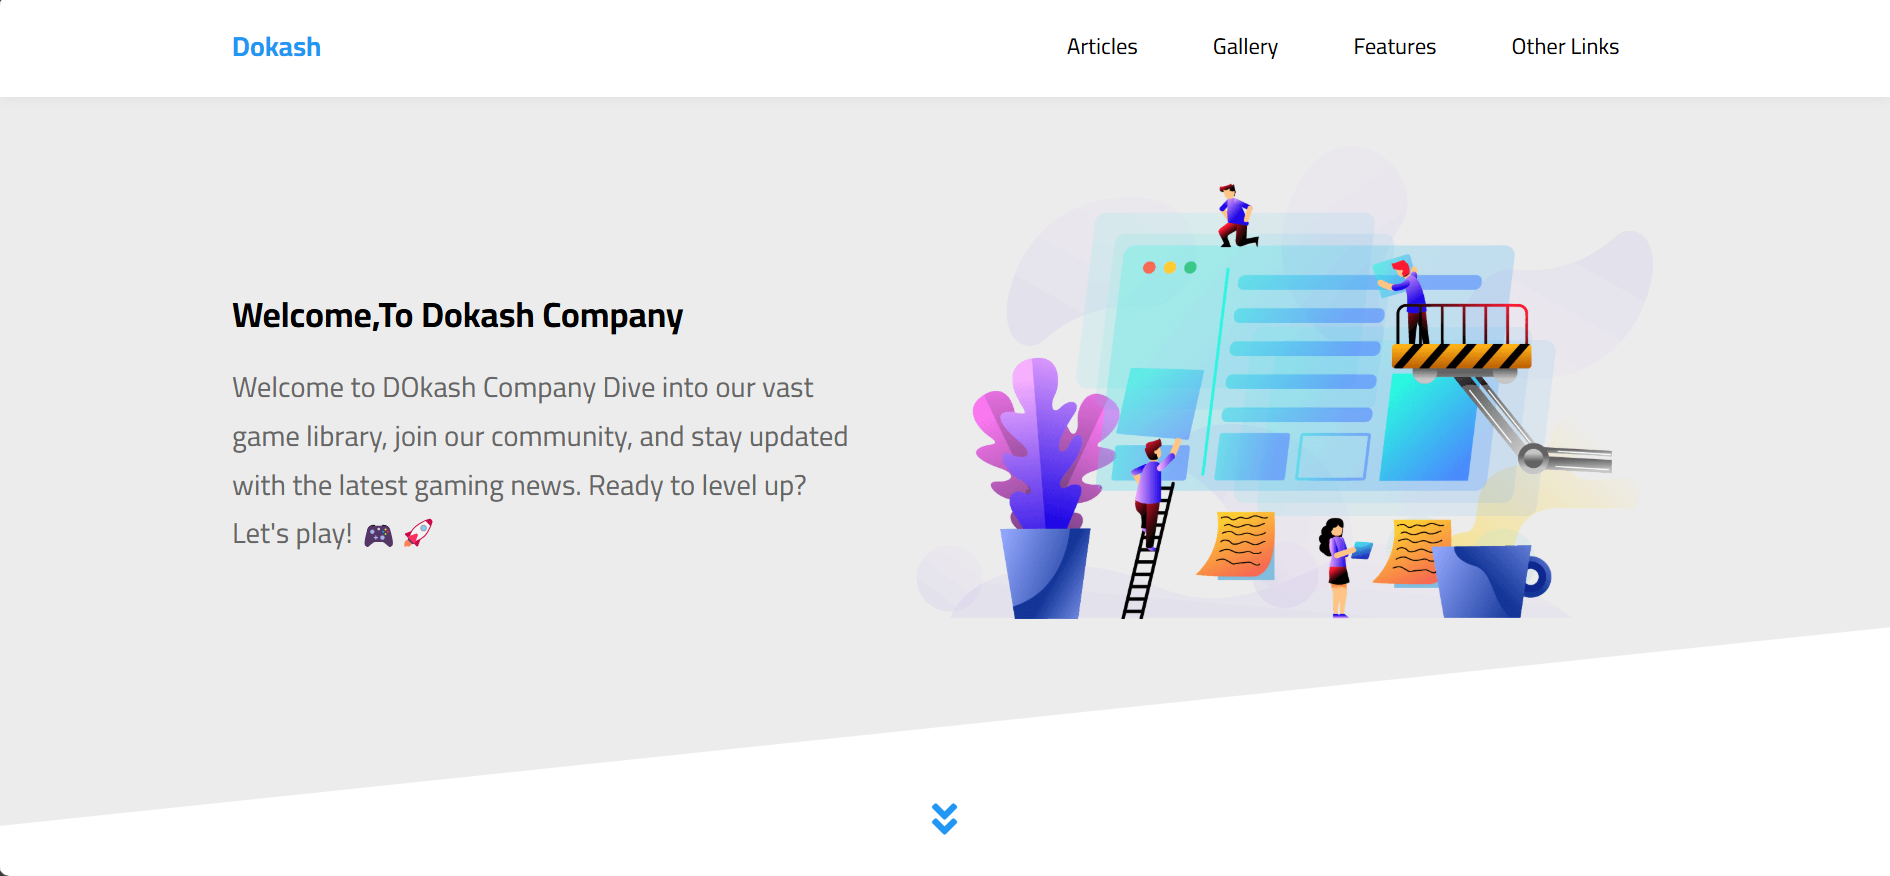 Dokash
Articles
Gallery
Features
Other Links
Welcome,To Dokash Company
Welcome to DOkash Company Dive into our vast
game library, join our community, and stay updated
with the latest gaming news. Ready to level up?
Let's play! 🎮 🚀